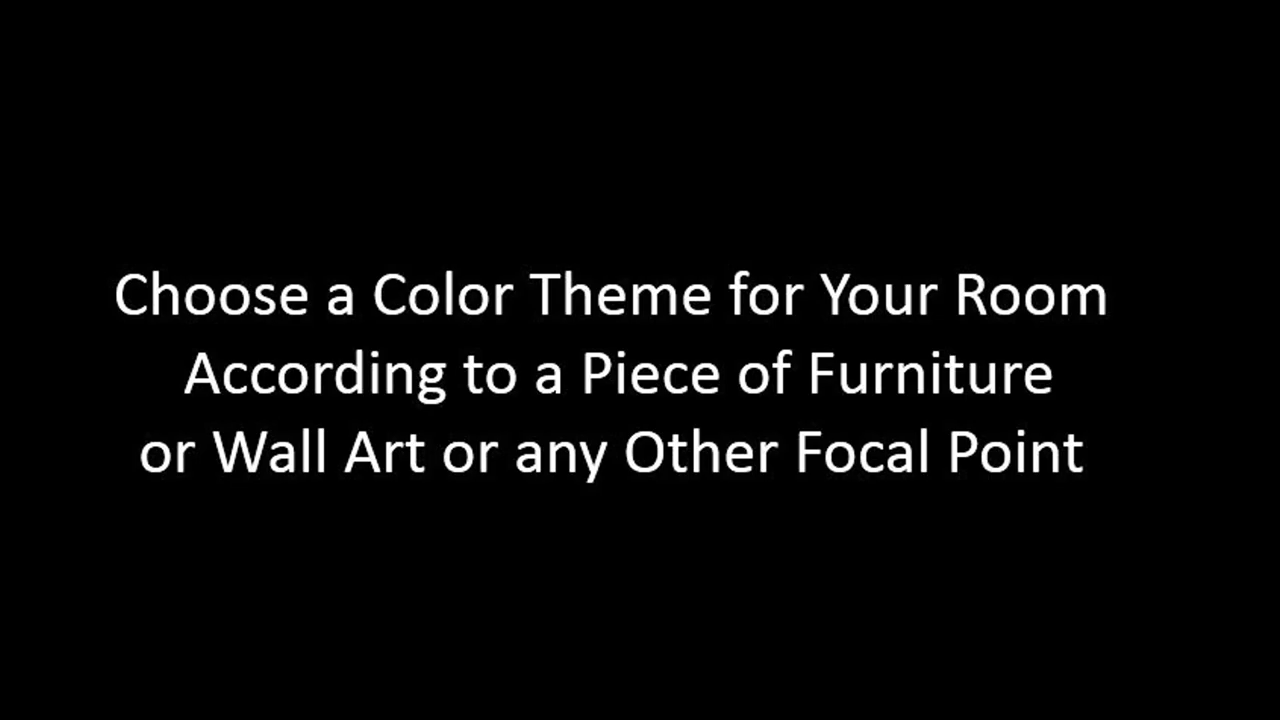 Choose a Color Theme for Your Room
According to a Piece of Furniture
or Wall Art or any Other Focal Point